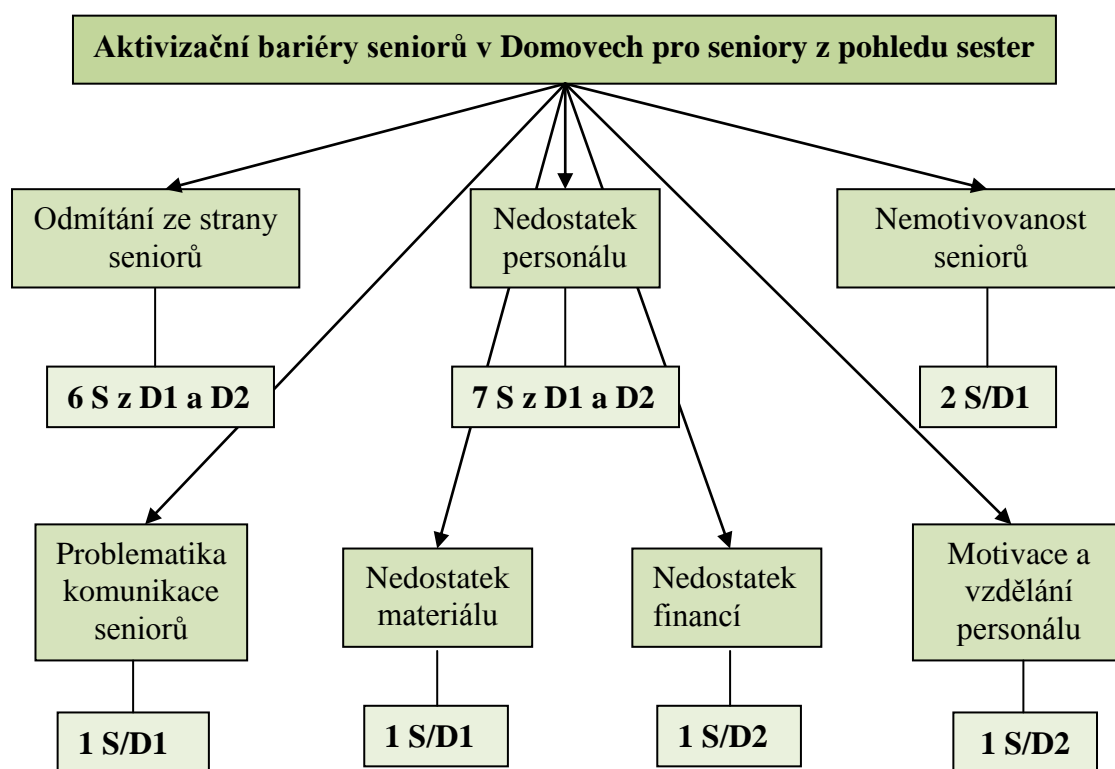 Aktivizační bariéry seniorů v Domovech pro seniory z pohledu sester
Odmítání ze strany
seniorů
Nedostatek
personálu
Nemotivovanost
seniorů
6 S z D1 a D2
7 S z D1 a D2
2 S/D1
Problematika
komunikace
seniorů
Nedostatek
materiálu
Nedostatek
financí
Motivace a
vzdělání
personálu
1 S/D1
1 S/D1
1 S/D2
1 S/D2